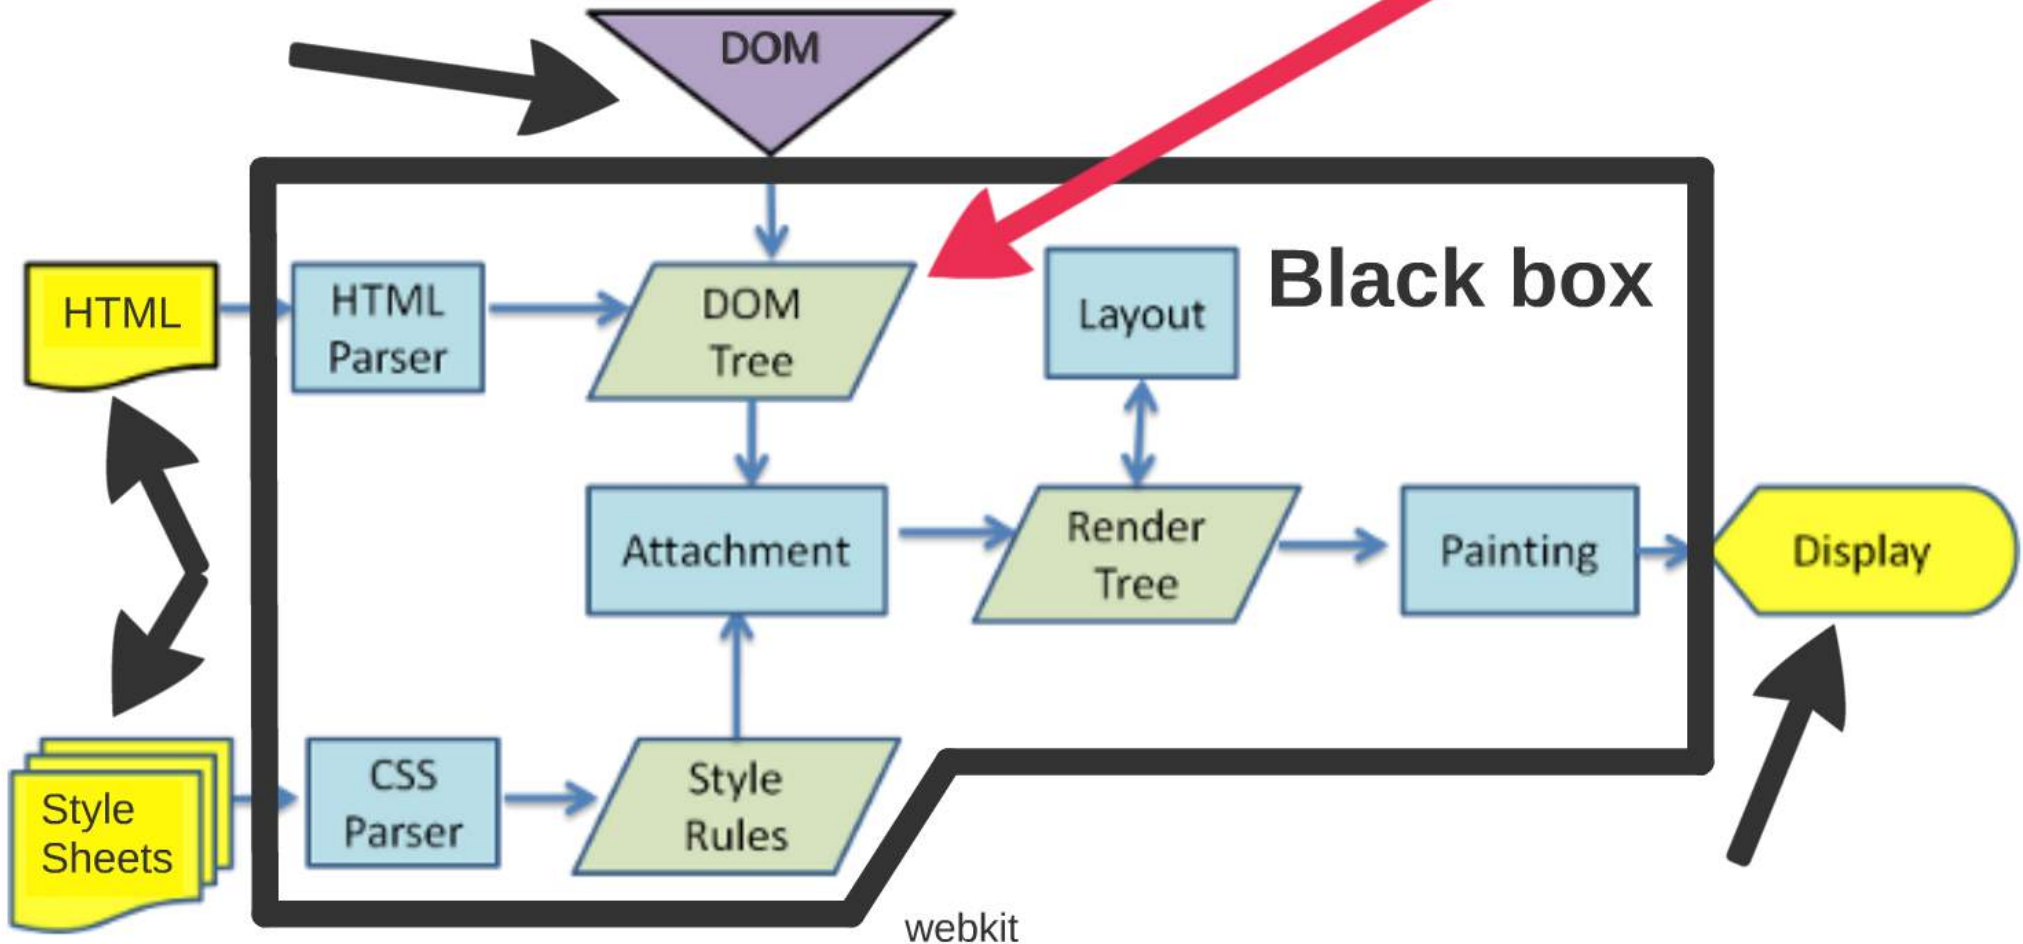 DOM
HTML
HTML
Parser
DOM
Tree
Layout
Black box
Attachment
Render
Tree
Painting
Display
Style
Sheets
CSS
Parser
Style
Rules
webkit